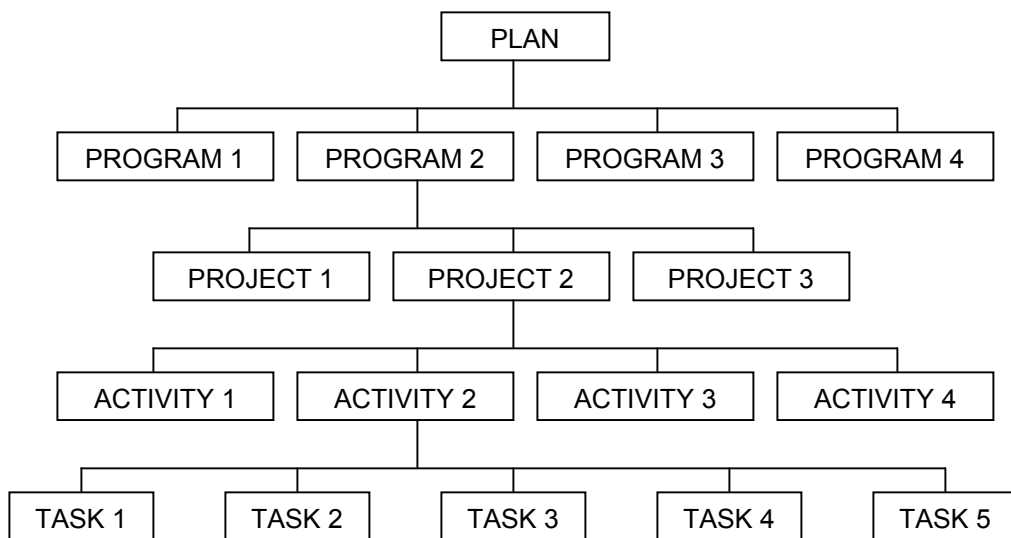 PLAN
PROGRAM 1 PROGRAM 2 PROGRAM 3 PROGRAM 4
PROJECT 1 PROJECT 2 PROJECT 3
ACTIVITY 1 ACTIVITY 2 ACTIVITY 3 ACTIVITY 4
TASK 1 TASK 2 TASK 3 TASK 4 TASK 5